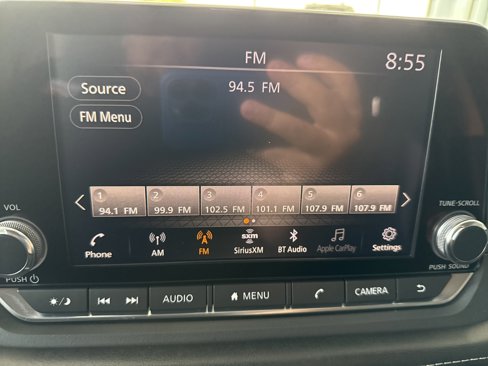 FM
8:55
Source
94.5 FM
FM Menu
1 2 3 4 5 6
94.1 FM 99.9 FM 102.5 FM 101.1 FM 107.9 FM 107.9 FM
VOL
TUNE·SCROLL
Phone AM FM SiriusXM BT Audio Apple CarPlay Settings
sxm
PUSH
PUSH SOUND
AUDIO MENU CAMERA